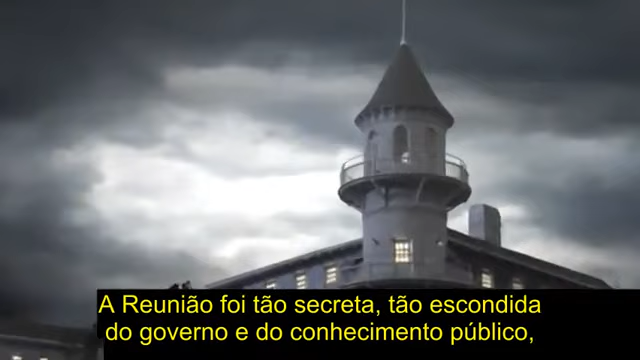 A Reunião foi tão secreta, tão escondida
do governo e do conhecimento público,